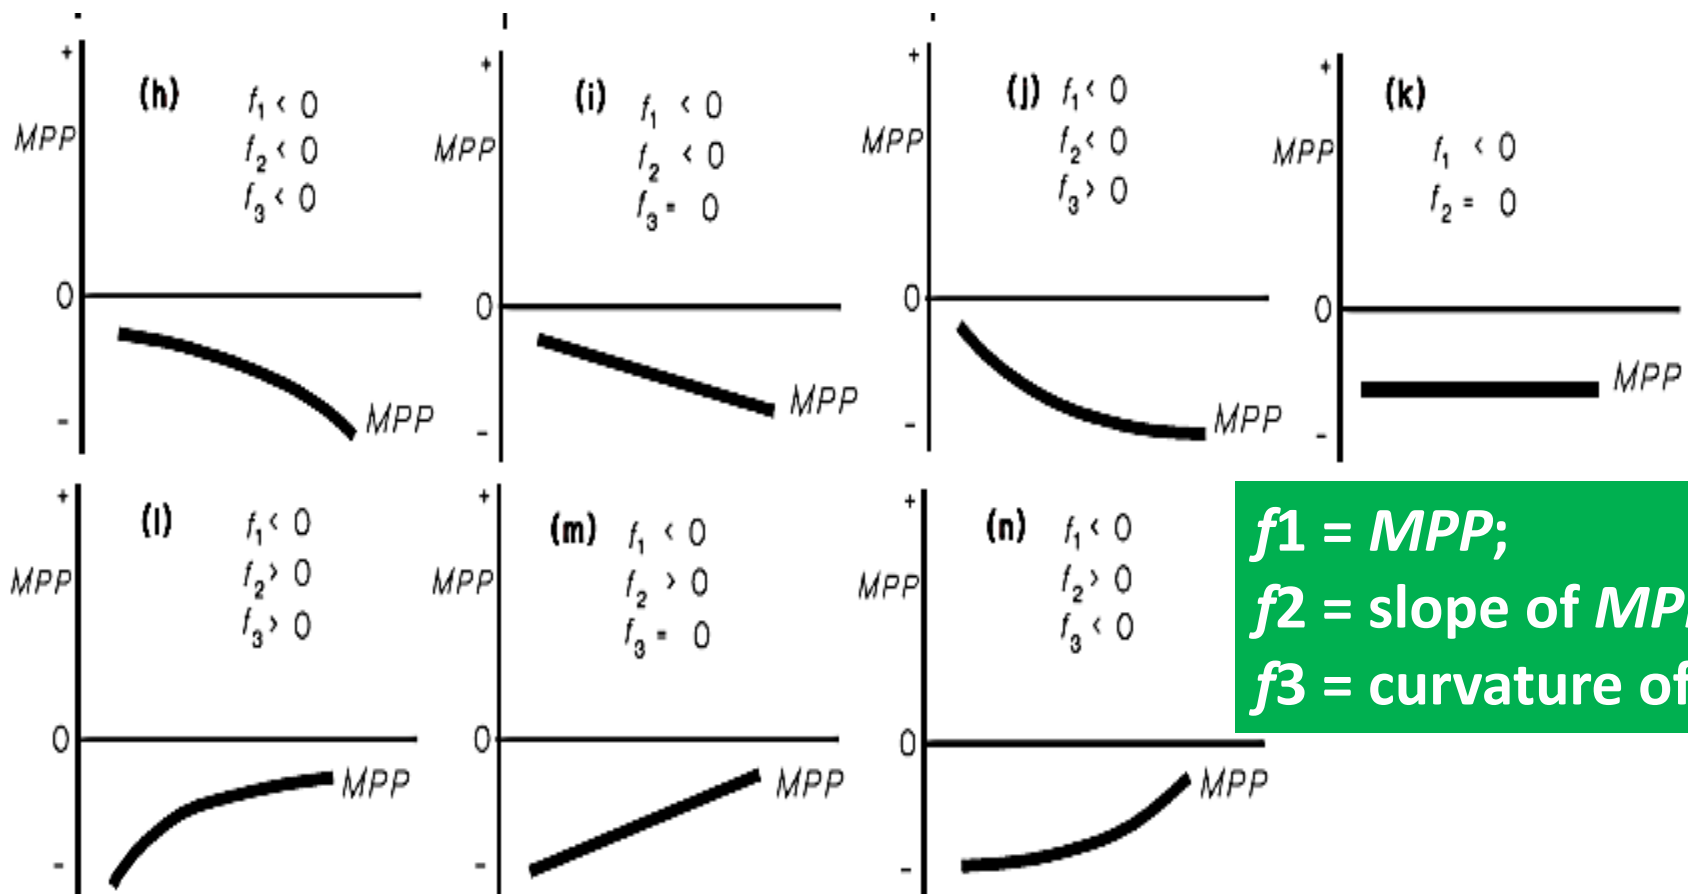 +
(h)
f1 < 0
f2 < 0
f3 < 0
MPP
0
-
MPP
+
(i)
f1 < 0
f2 < 0
f3 = 0
MPP
0
-
MPP
+
(j)
f1 < 0
f2 < 0
f3 > 0
MPP
0
-
MPP
+
(k)
f1 < 0
f2 = 0
MPP
0
-
MPP
+
(l)
f1 < 0
f2 > 0
f3 > 0
MPP
0
-
MPP
+
(m)
f1 < 0
f2 > 0
f3 = 0
MPP
0
-
MPP
+
(n)
f1 < 0
f2 > 0
f3 < 0
MPP
0
-
MPP
f1 = MPP;
f2 = slope of
f3 = curvature of